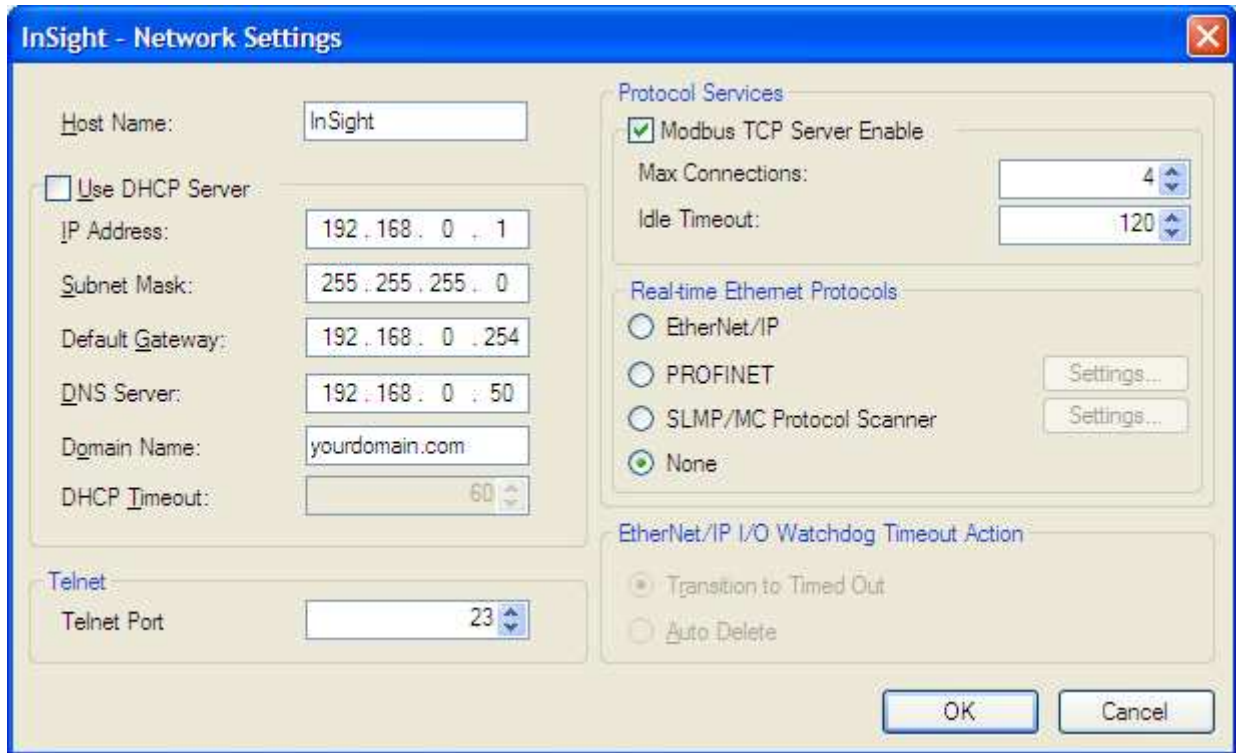 InSight - Network Settings
Host Name: InSight
Use DHCP Server
IP Address: 192 . 168 . 0 . 1
Subnet Mask: 255 . 255 . 255 . 0
Default Gateway: 192 . 168 . 0 . 254
DNS Server: 192 . 168 . 0 . 50
Domain Name: yourdomain.com
DHCP Timeout: 60
Telnet
Telnet Port 23
Protocol Services
Modbus TCP Server Enable
Max Connections: 4
Idle Timeout: 120
Real-time Ethernet Protocols
EtherNet/IP
PROFINET Settings...
SLMP/MC Protocol Scanner Settings...
None
EtherNet/IP I/O Watchdog Timeout Action
Transition to Timed Out
Auto Delete
OK Cancel